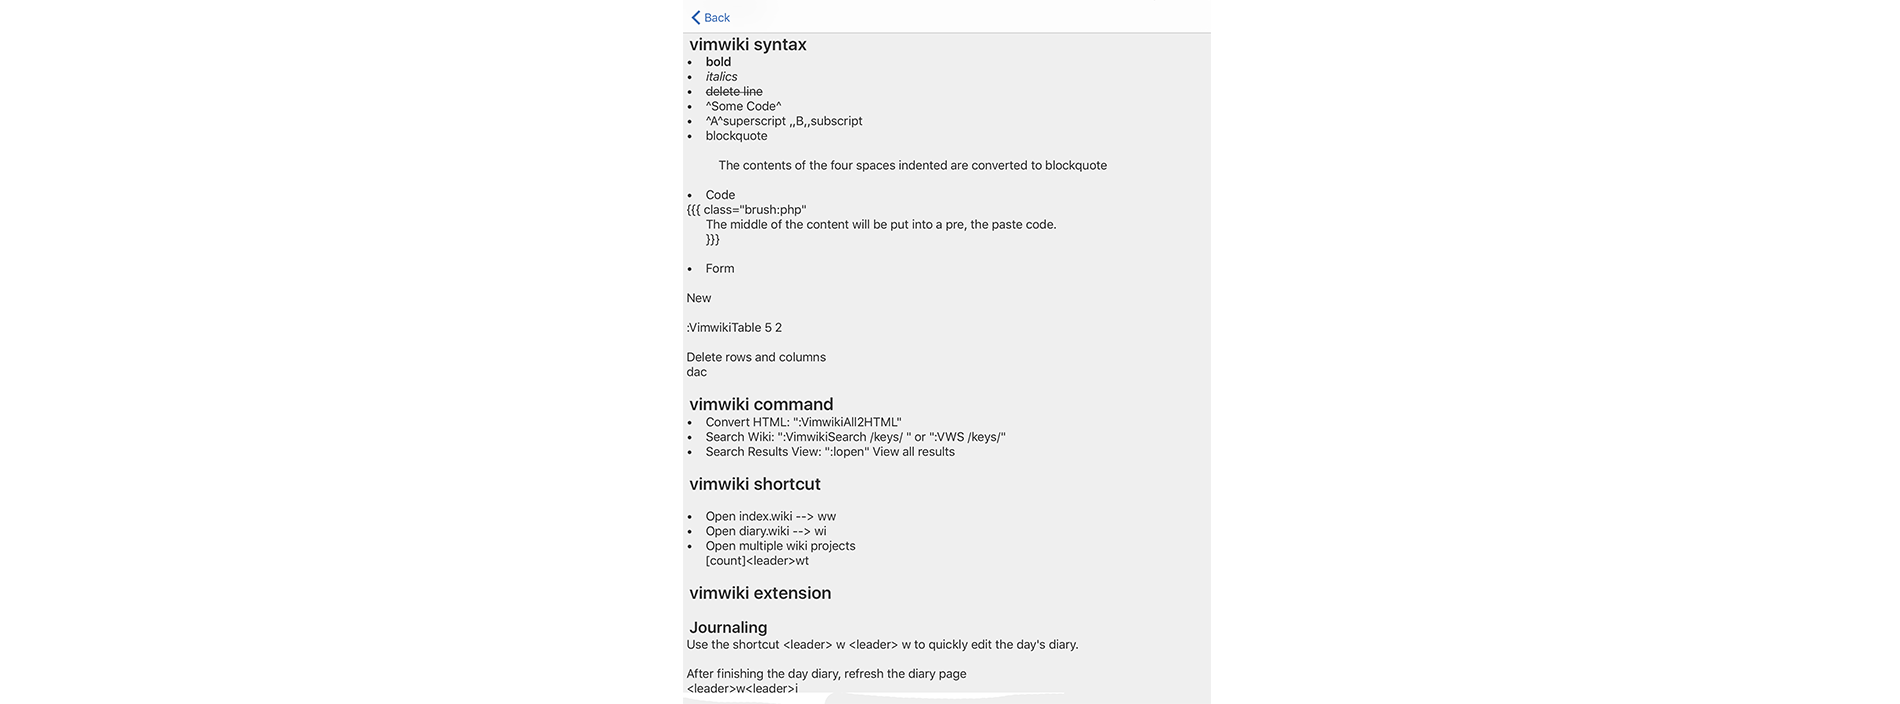 Back
vimwiki syntax
• bold
• italics
• delete line
• ^Some Code^
• ^A^superscript ,,B,,subscript
• blockquote
The contents of the four spaces indented are converted to blockquote
• Code
{{{ class="brush:php"
The middle of the content will be put into a pre, the paste code.
}}}
• Form
New
:VimwikiTable 5 2
Delete rows and columns
dac
vimwiki command
• Convert HTML: ":VimwikiAll2HTML"
• Search Wiki: ":VimwikiSearch /keys/ " or ":VWS /keys/"
• Search Results View: ":lopen" View all results
vimwiki shortcut
• Open index.wiki --> ww
• Open diary.wiki --> wi
• Open multiple wiki projects
[count]<leader>wt
vimwiki extension
Journaling
Use the shortcut <leader> w <leader> w to quickly edit the day's diary.
After finishing the day diary, refresh the diary page
<leader>w<leader>i